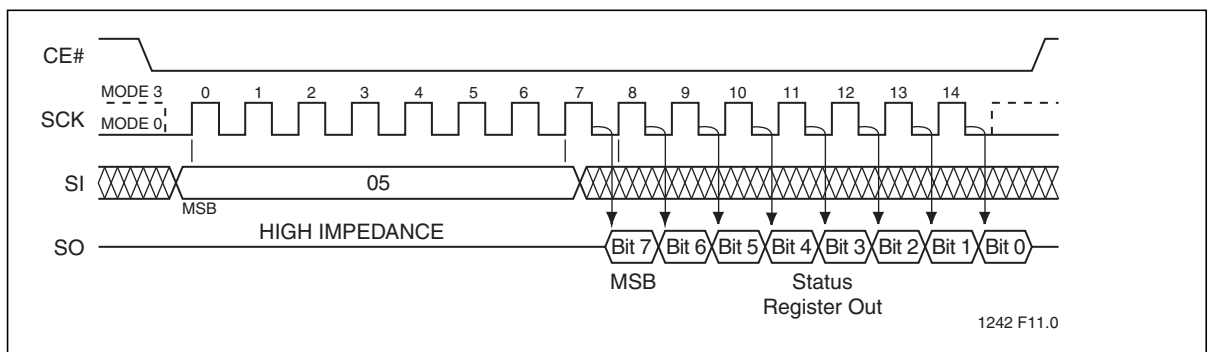 CE#
MODE 3 0 1 2 3 4 5 6 7 8 9 10 11 12 13 14
SCK
MODE 0
SI 05
MSB
HIGH IMPEDANCE
SO Bit 7 Bit 6 Bit 5 Bit 4 Bit 3 Bit 2 Bit 1 Bit 0
MSB Status
Register Out
1242 F11.0